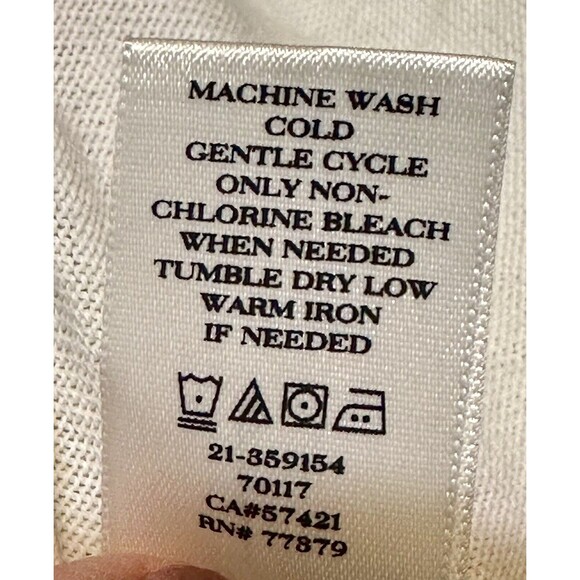 MACHINE WASH
COLD
GENTLE CYCLE
ONLY NON-
CHLORINE BLEACH
WHEN NEEDED
TUMBLE DRY LOW
WARM IRON
IF NEEDED
21-359154
70117
CA#57421
RN# 77379